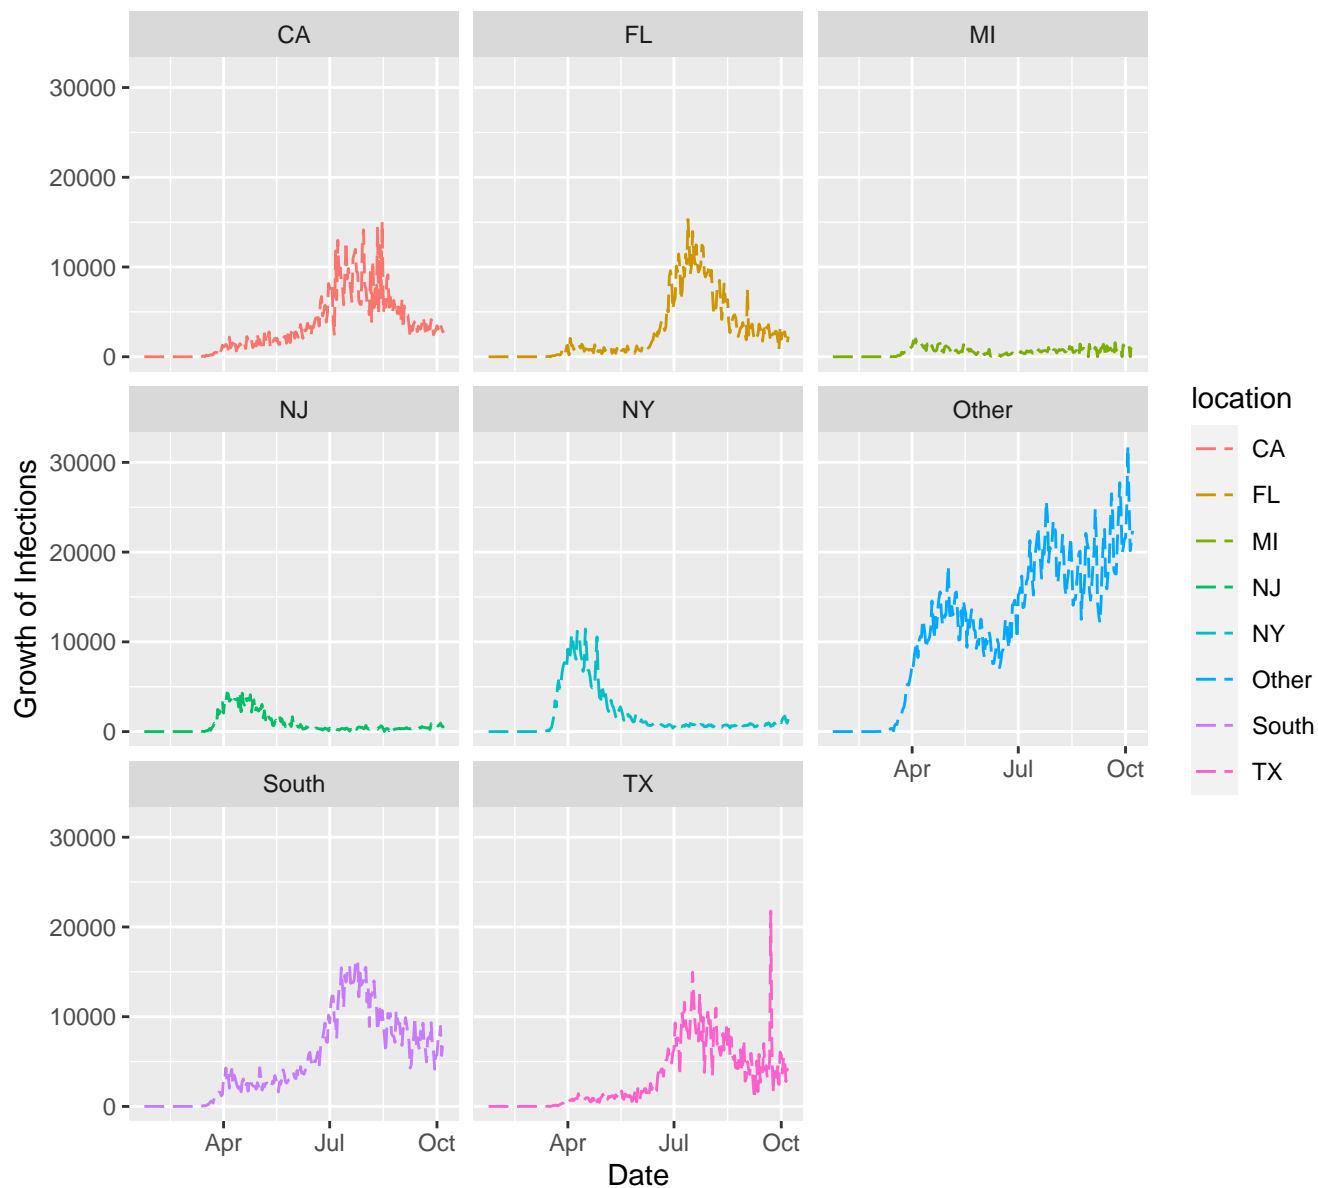 CA
FL
MI
30000
20000
10000
0
NJ
NY
Other
30000
20000
10000
0
Apr
Jul
Oct
South
TX
30000
20000
10000
0
Apr
Jul
Oct
Apr
Jul
Oct
Growth of Infections
Date
location
CA
FL
MI
NJ
NY
Other
South
TX